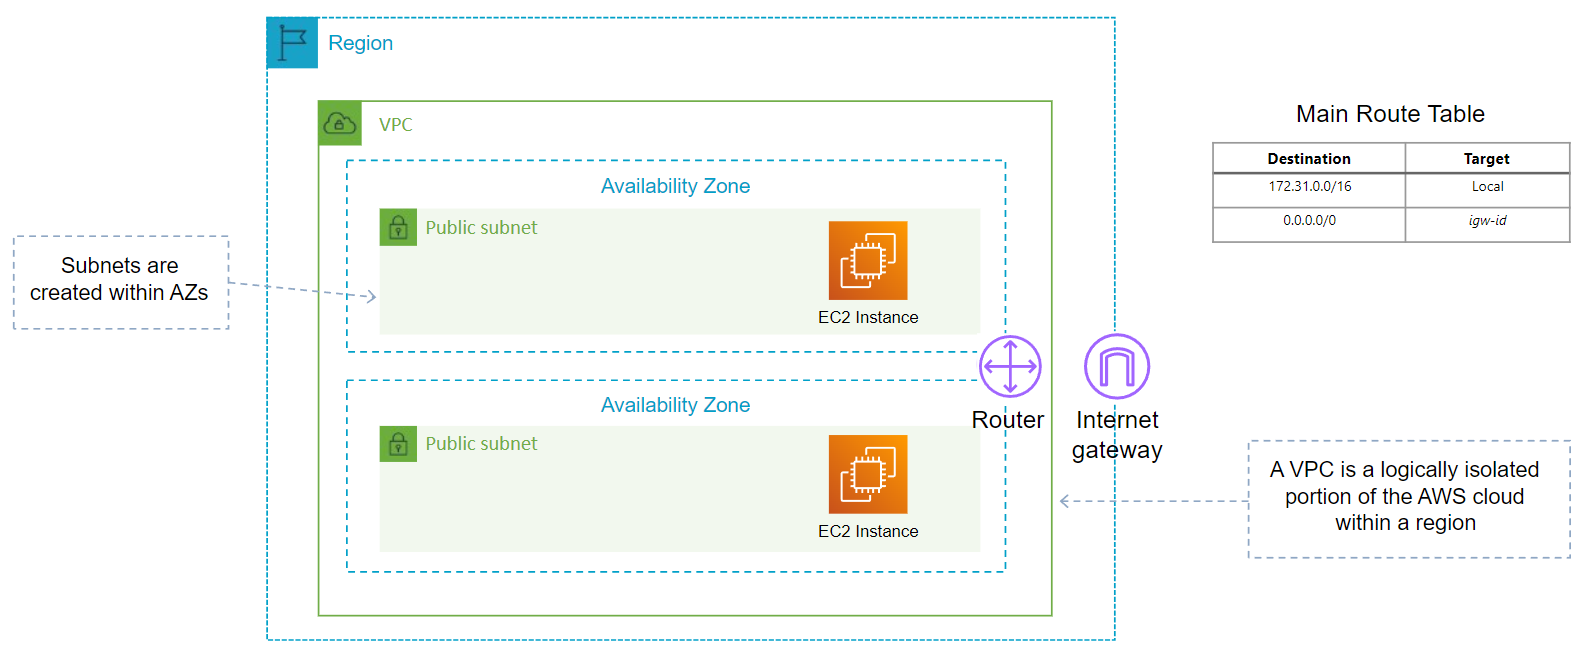 Region
VPC
Availability Zone
Public subnet
EC2 Instance
Subnets are
created within AZs
Availability Zone
Public subnet
EC2 Instance
Router
Internet
gateway
Main Route Table
Destination Target
172.31.0.0/16 Local
0.0.0.0/0 igw-id
A VPC is a logically isolated
portion of the AWS cloud
within a region